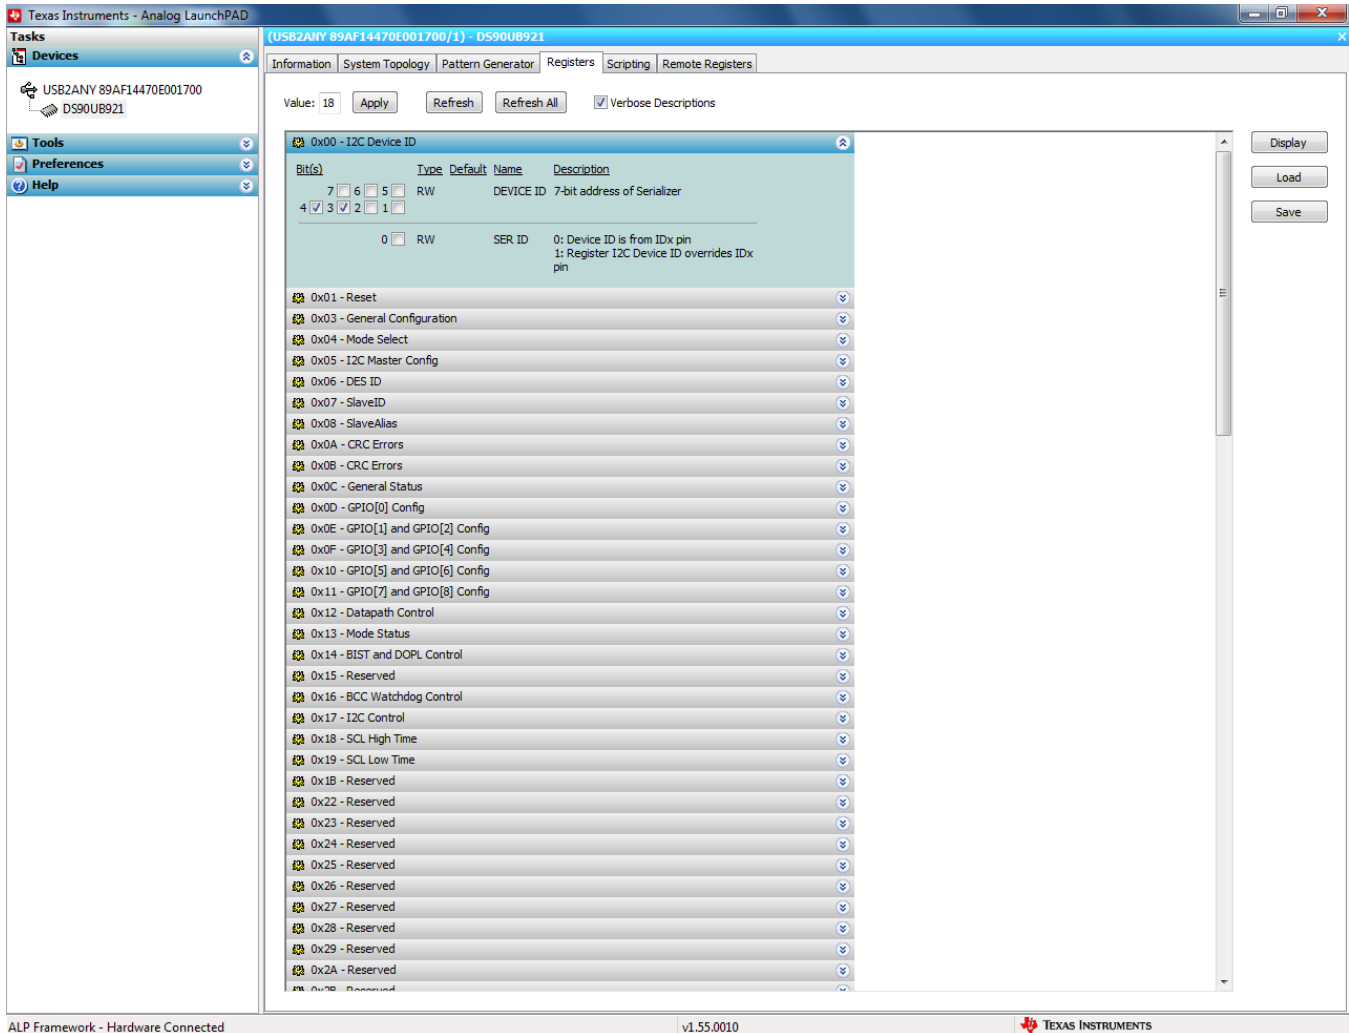 Texas Instruments - Analog LaunchPAD
Tasks
Devices
USB2ANY 89AF14470E001700
DS90UB921
Tools
Preferences
Help
(USB2ANY 89AF14470E001700/1) - DS90UB921
Information System Topology Pattern Generator Registers Scripting Remote Registers
Value: 18 Apply Refresh Refresh All Verbose Descriptions
0x00 - I2C Device ID
Bit(s) Type Default Name Description
7 6 5 RW DEVICE ID 7-bit address of Serializer
4 3 2 1
0 RW SER ID 0: Device ID is from IDx pin
1: Register I2C Device ID overrides IDx
pin
0x01 - Reset
0x03 - General Configuration
0x04 - Mode Select
0x05 - I2C Master Config
0x06 - DES ID
0x07 - SlaveID
0x08 - SlaveAlias
0x0A - CRC Errors
0x0B - CRC Errors
0x0C - General Status
0x0D - GPIO[0] Config
0x0E - GPIO[1] and GPIO[2] Config
0x0F - GPIO[3] and GPIO[4] Config
0x10 - GPIO[5] and GPIO[6] Config
0x11 - GPIO[7] and GPIO[8] Config
0x12 - Datapath Control
0x13 - Mode Status
0x14 - BIST and DOPL Control
0x15 - Reserved
0x16 - BCC Watchdog Control
0x17 - I2C Control
0x18 - SCL High Time
0x19 - SCL Low Time
0x1B - Reserved
0x22 - Reserved
0x23 - Reserved
0x24 - Reserved
0x25 - Reserved
0x26 - Reserved
0x27 - Reserved
0x28 - Reserved
0x29 - Reserved
0x2A - Reserved
0x2B - Reserved
Display
Load
Save
ALP Framework - Hardware Connected
v1.55.0010
TEXAS INSTRUMENTS